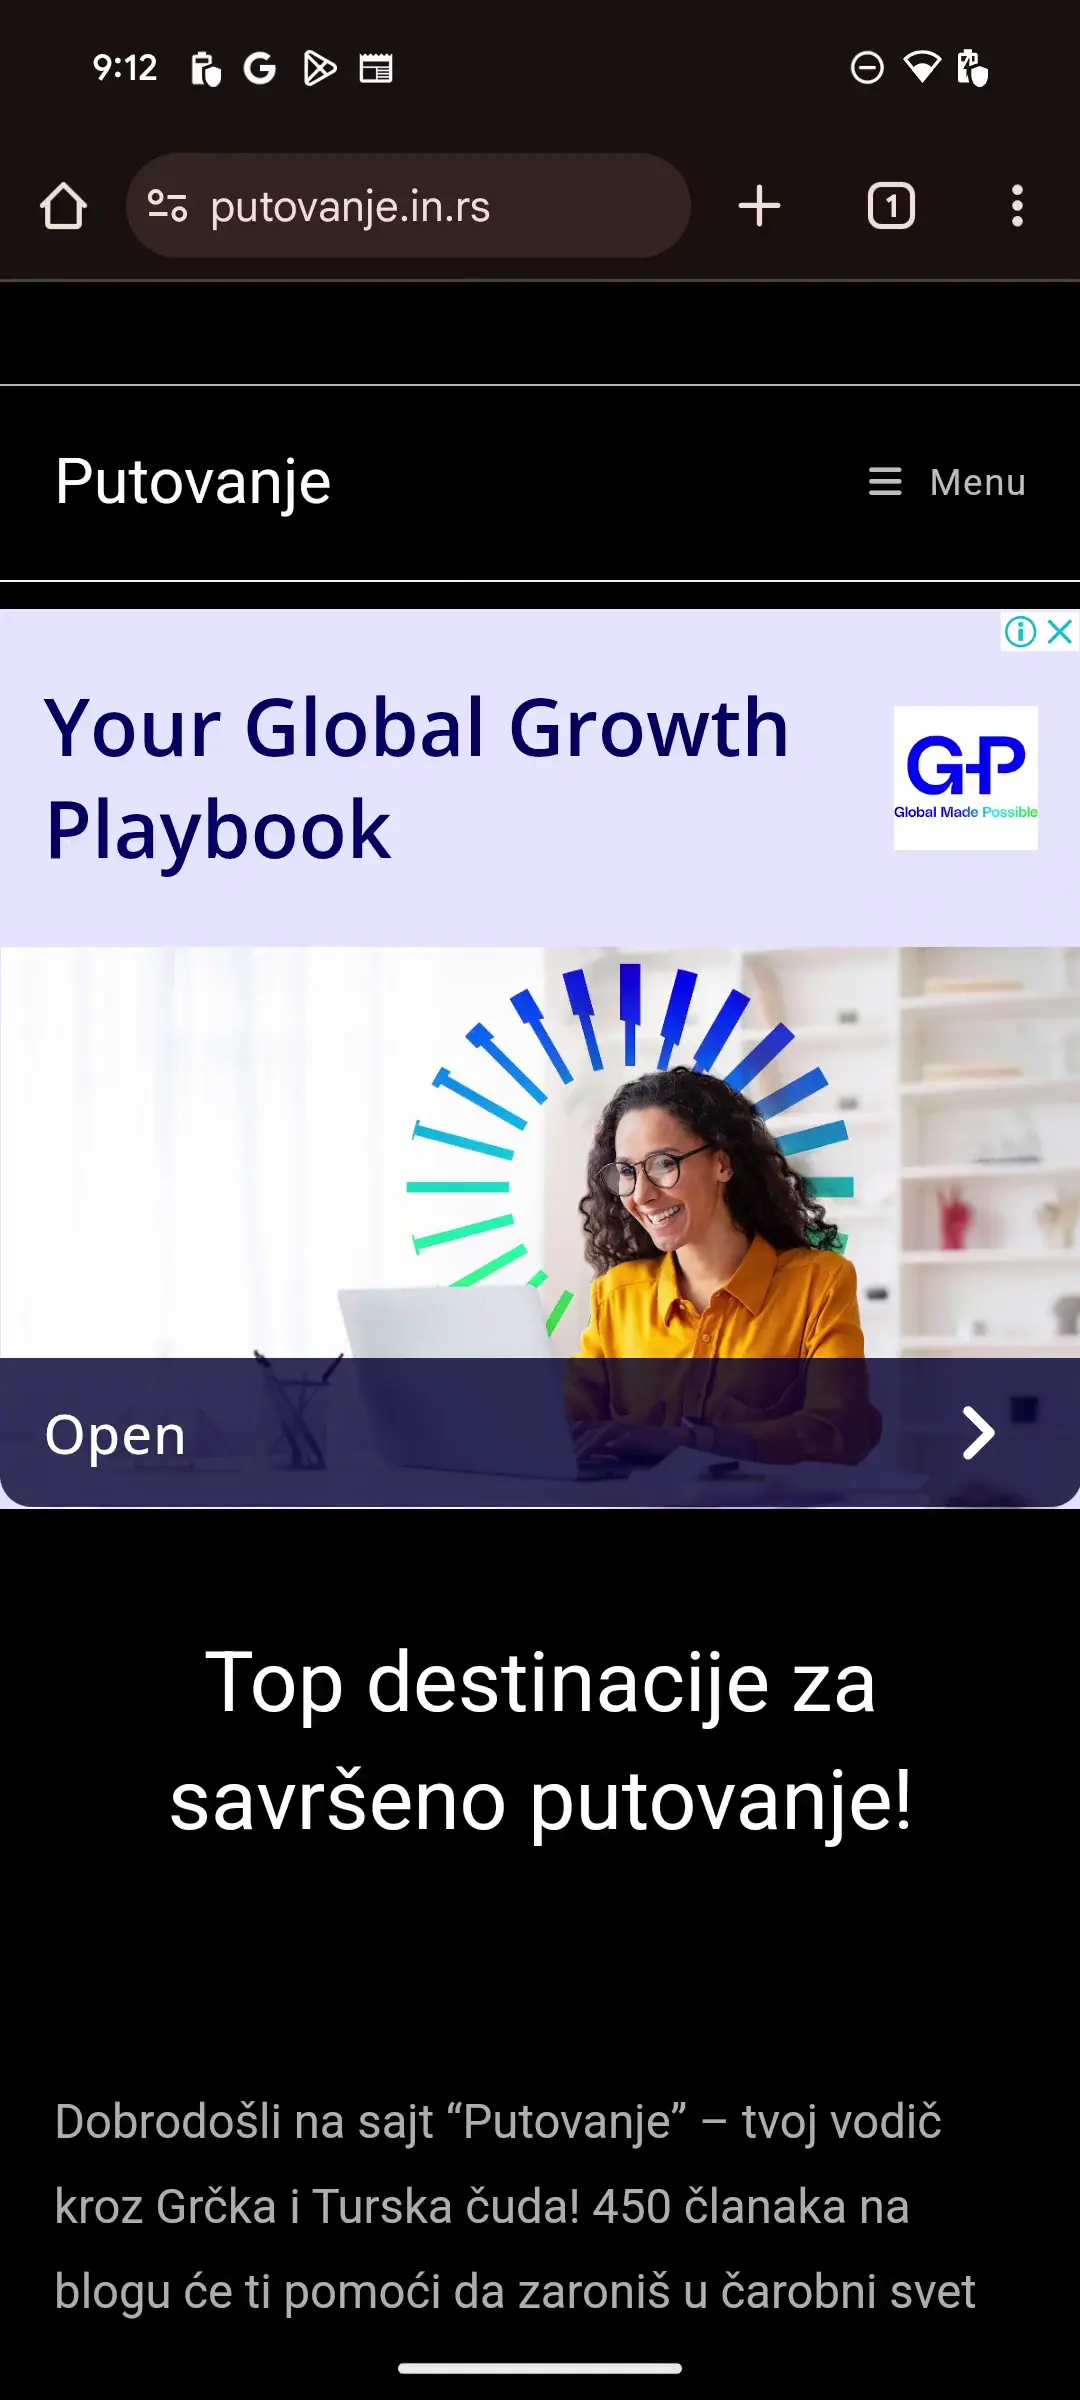 9:12
putovanje.in.rs
1
Putovanje
Menu
Your Global Growth
Playbook
G-P
Global Made Possible
Open
Top destinacije za
savršeno putovanje!
Dobrodošli na sajt “Putovanje” – tvoj vodič
kroz Grčka i Turska čuda! 450 članaka na
blogu će ti pomoći da zaroniš u čarobni svet